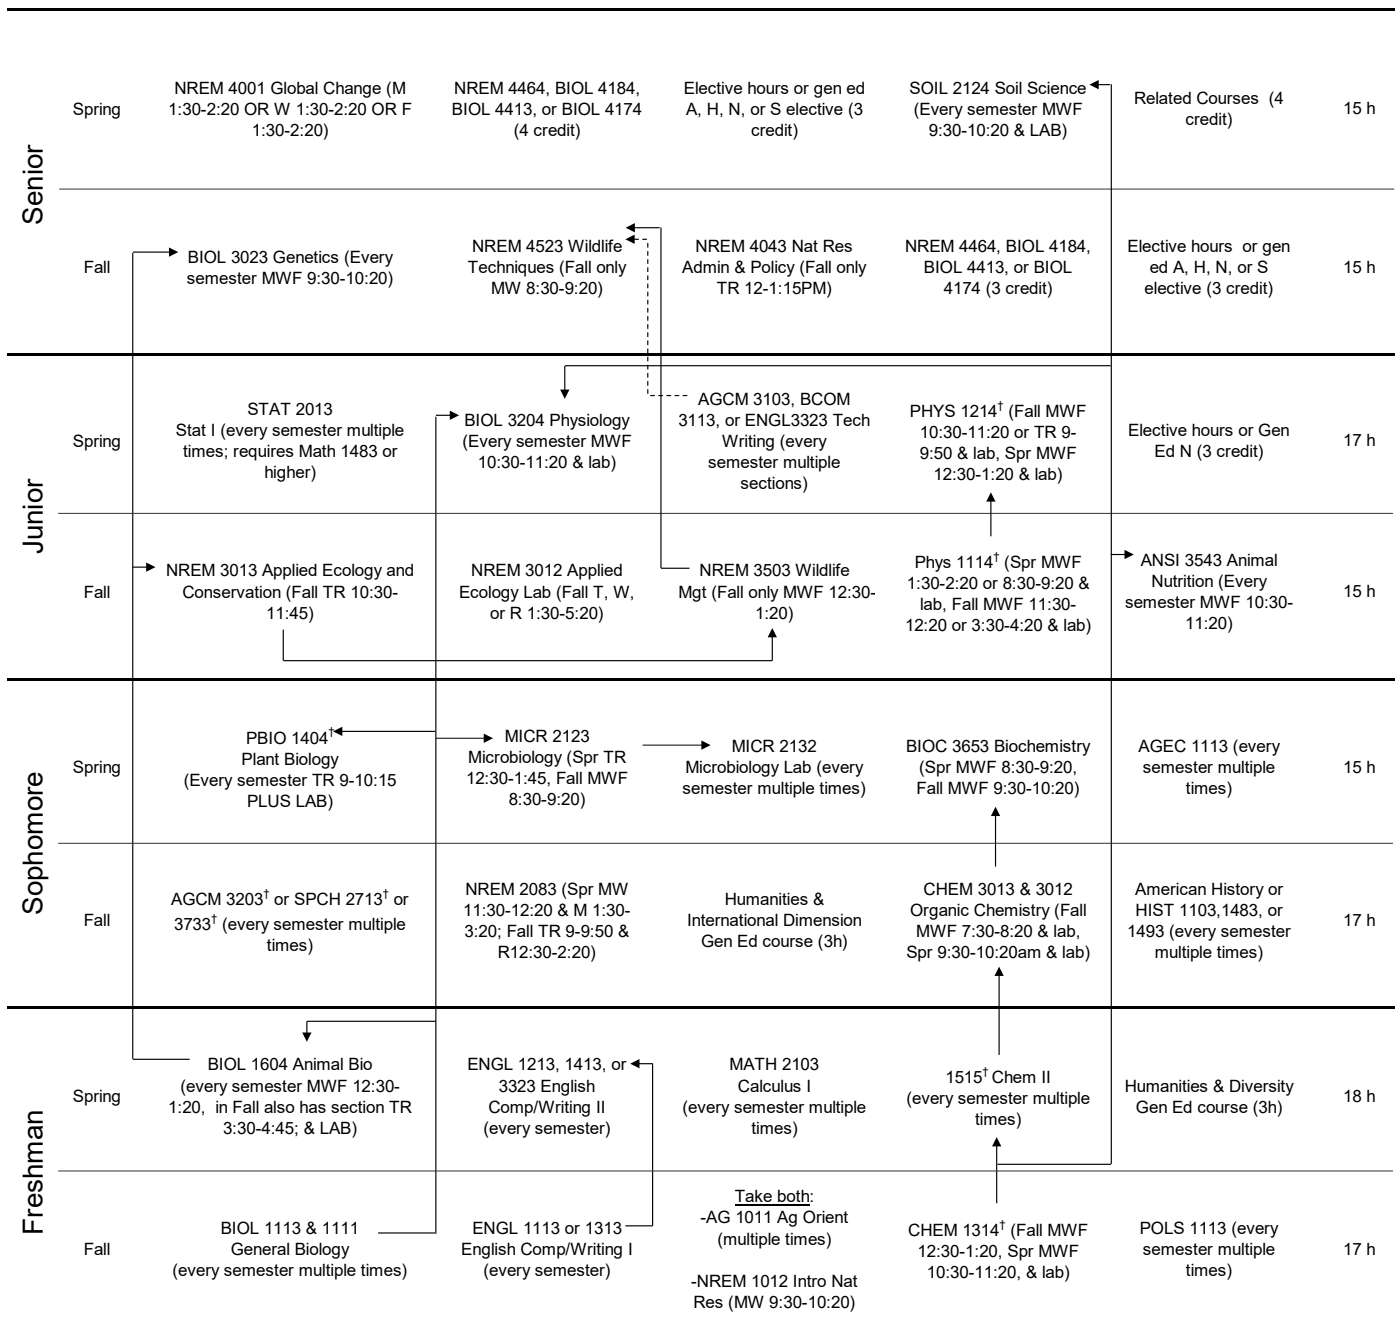 Senior
Spring
NREM 4001 Global Change (M
1:30-2:20 OR W 1:30-2:20 OR F
1:30-2:20)
NREM 4464, BIOL 4184,
BIOL 4413, or BIOL 4174
(4 credit)
Elective hours or gen ed
A, H, N, or S elective (3
credit)
SOIL 2124 Soil Science
(Every semester MWF
9:30-10:20 & LAB)
Related Courses (4
credit)
15 h
Fall
BIOL 3023 Genetics (Every
semester MWF 9:30-10:20)
NREM 4523 Wildlife
Techniques (Fall only
MW 8:30-9:20)
NREM 4043 Nat Res
Admin & Policy (Fall only
TR 12-1:15PM)
NREM 4464, BIOL 4184,
BIOL 4413, or BIOL
4174 (3 credit)
Elective hours or gen
ed A, H, N, or S
elective (3 credit)
15 h
Junior
Spring
STAT 2013
Stat I (every semester multiple
times; requires Math 1483 or
higher)
BIOL 3204 Physiology
(Every semester MWF
10:30-11:20 & lab)
AGCM 3103, BCOM
3113, or ENGL3323 Tech
Writing (every
semester multiple
sections)
PHYS 1214† (Fall MWF
10:30-11:20 or TR 9-
9:50 & lab, Spr MWF
12:30-1:20 & lab)
Elective hours or Gen
Ed N (3 credit)
17 h
Fall
NREM 3013 Applied Ecology and
Conservation (Fall TR 10:30-
11:45)
NREM 3012 Applied
Ecology Lab (Fall T, W,
or R 1:30-5:20)
NREM 3503 Wildlife
Mgt (Fall only MWF 12:30-
1:20)
Phys 1114† (Spr MWF
1:30-2:20 or 8:30-9:20 &
lab, Fall MWF 11:30-
12:20 or 3:30-4:20 & lab)
ANSI 3543 Animal
Nutrition (Every
semester MWF 10:30-
11:20)
15 h
Sophomore
Spring
PBIO 1404†
Plant Biology
(Every semester TR 9-10:15
PLUS LAB)
MICR 2123
Microbiology (Spr TR
12:30-1:45, Fall MWF
8:30-9:20)
MICR 2132
Microbiology Lab (every
semester multiple times)
BIOC 3653 Biochemistry
(Spr MWF 8:30-9:20,
Fall MWF 9:30-10:20)
AGEC 1113 (every
semester multiple
times)
15 h
Fall
AGCM 3203† or SPCH 2713† or
3733† (every semester multiple
times)
NREM 2083 (Spr MW
11:30-12:20 & M 1:30-
3:20; Fall TR 9-9:50 &
R12:30-2:20)
Humanities &
International Dimension
Gen Ed course (3h)
CHEM 3013 & 3012
Organic Chemistry (Fall
MWF 7:30-8:20 & lab,
Spr 9:30-10:20am & lab)
American History or
HIST 1103,1483, or
1493 (every semester
multiple times)
17 h
Freshman
Spring
BIOL 1604 Animal Bio
(every semester MWF 12:30-
1:20, in Fall also has section TR
3:30-4:45; & LAB)
ENGL 1213, 1413, or
3323 English
Comp/Writing II
(every semester)
MATH 2103
Calculus I
(every semester multiple
times)
1515† Chem II
(every semester multiple
times)
Humanities & Diversity
Gen Ed course (3h)
18 h
Fall
BIOL 1113 & 1111
General Biology
(every semester multiple times)
ENGL 1113 or 1313
English Comp/Writing I
(every semester)
Take both:
-AG 1011 Ag Orient
(multiple times)
-NREM 1012 Intro Nat
Res (MW 9:30-10:20)
CHEM 1314† (Fall MWF
12:30-1:20, Spr MWF
10:30-11:20, & lab)
POLS 1113 (every
semester multiple
times)
17 h